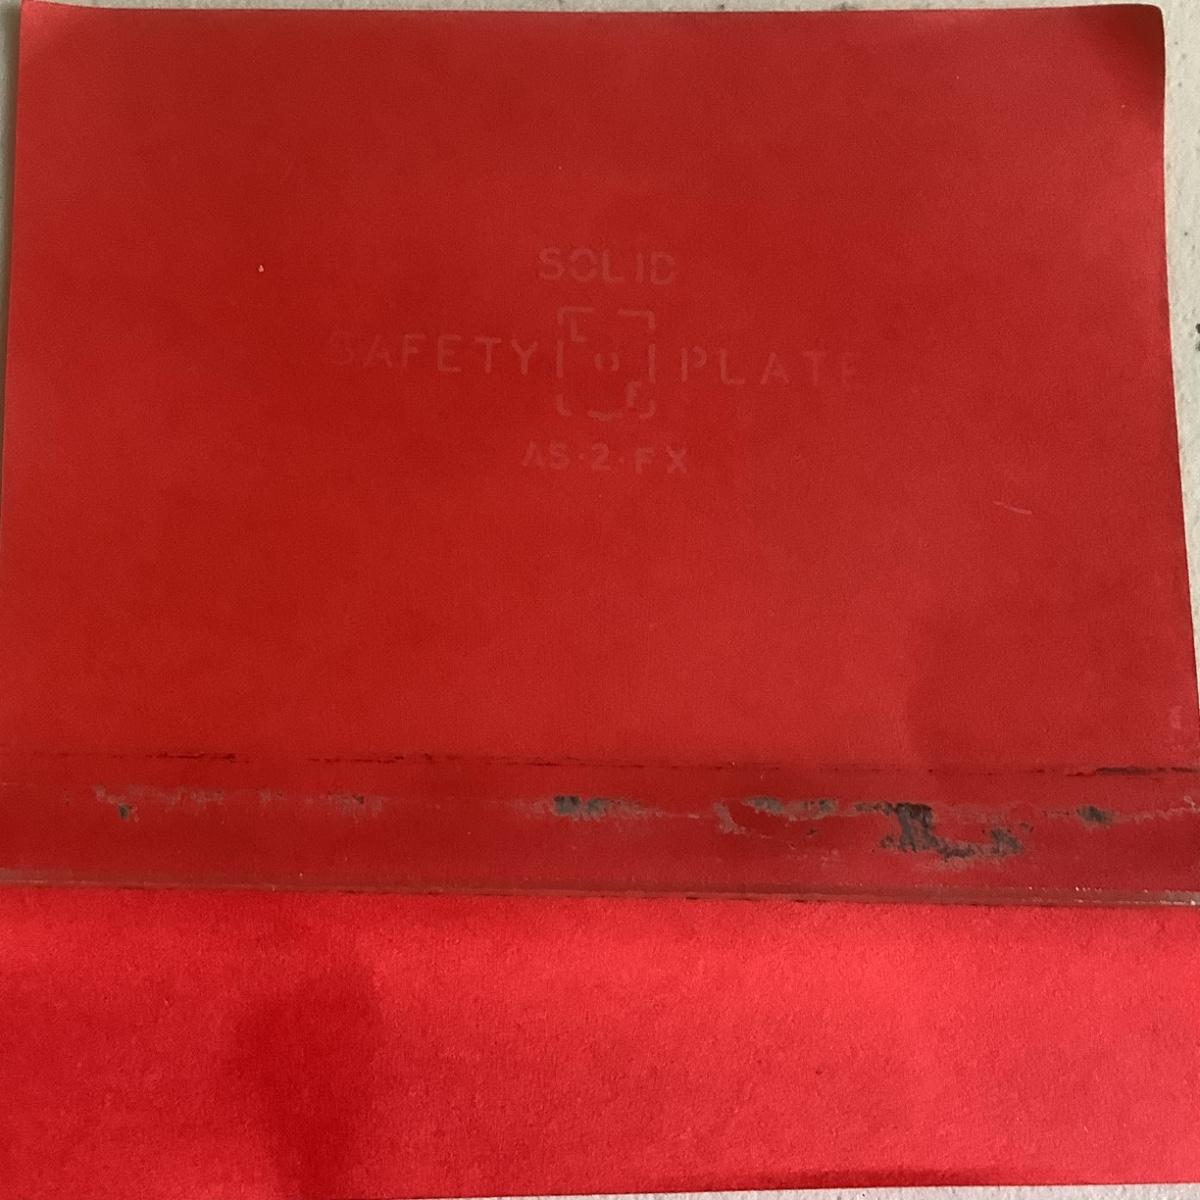 SOLID
SAFETY L O F PLATE
AS·2·FX